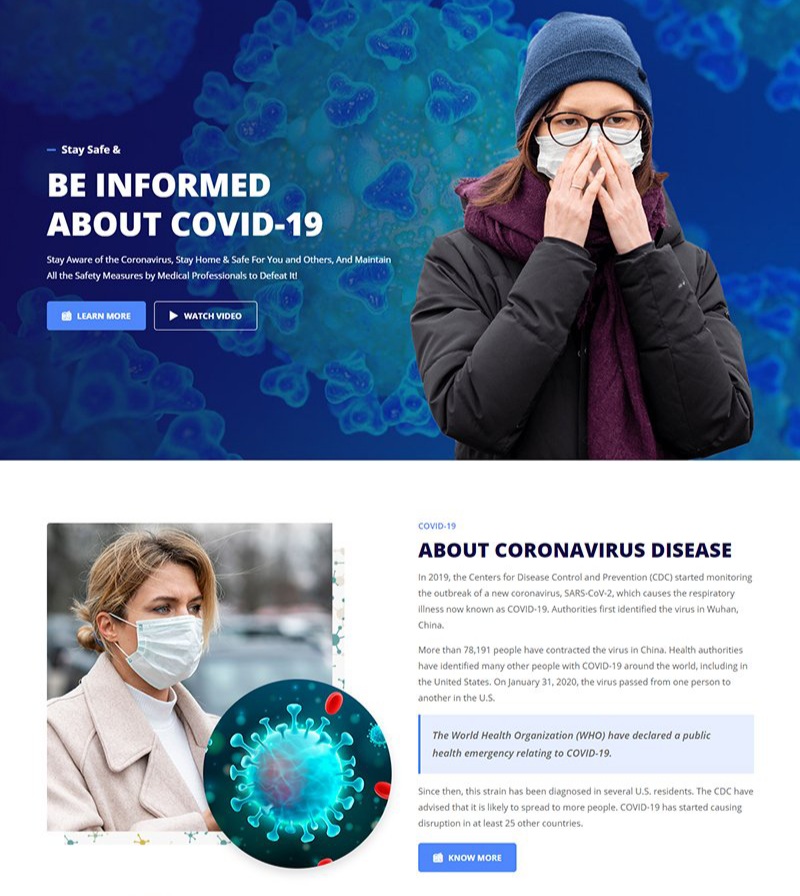 Stay Safe &
BE INFORMED
ABOUT COVID-19
Stay Aware of the Coronavirus, Stay Home & Safe For You and Others, And Maintain
All the Safety Measures by Medical Professionals to Defeat It!
LEARN MORE
WATCH VIDEO
COVID-19
ABOUT CORONAVIRUS DISEASE
In 2019, the Centers for Disease Control and Prevention (CDC) started monitoring
the outbreak of a new coronavirus, SARS-CoV-2, which causes the respiratory
illness now known as COVID-19. Authorities first identified the virus in Wuhan,
China.
More than 78,191 people have contracted the virus in China. Health authorities
have identified many other people with COVID-19 around the world, including in
the United States. On January 31, 2020, the virus passed from one person to
another in the U.S.
The World Health Organization (WHO) have declared a public
health emergency relating to COVID-19.
Since then, this strain has been diagnosed in several U.S. residents. The CDC have
advised that it is likely to spread to more people. COVID-19 has started causing
disruption in at least 25 other countries.
KNOW MORE